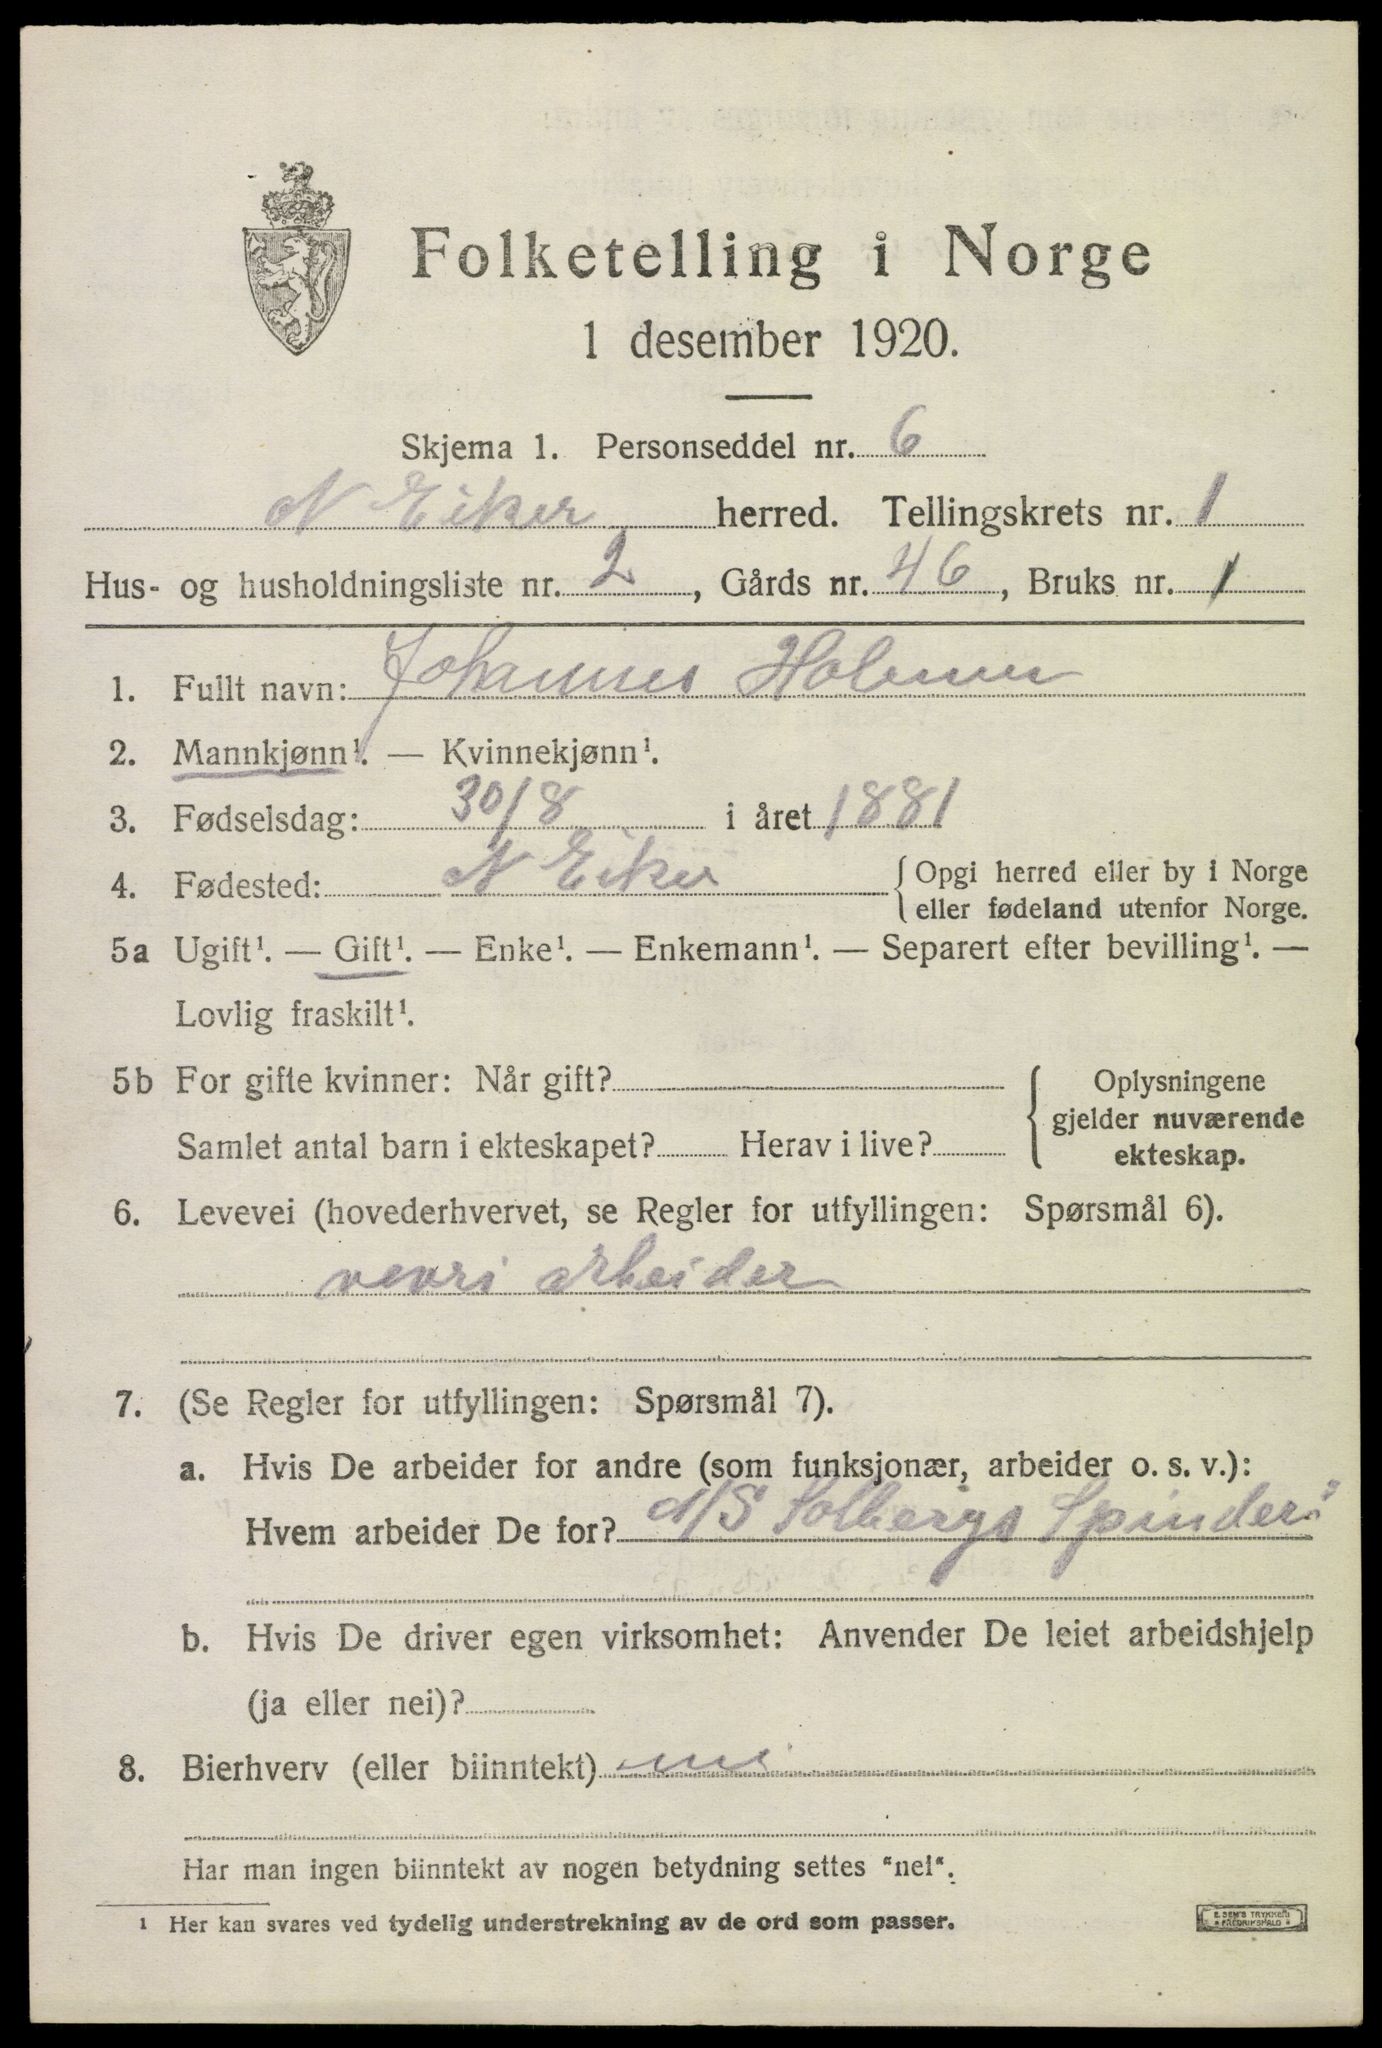 Folketelling i Norge
1 desember 1920.
Skjema 1. Personseddel nr. 6
N Eiker herred. Tellingskrets nr. 1
Hus- og husholdningsliste nr. 2, Gårds nr. 46, Bruks nr. 1
1. Fullt navn: Johannes
2. Mannkjønn¹. — Kvinnekjønn¹.
3. Fødselsdag: 30/8 i året 1881
4. Fødested: N Eiker { Opgi herred eller by i Norge
eller fødeland utenfor Norge.
5a Ugift¹. — Gift¹. — Enke¹. — Enkemann¹. — Separert efter bevilling¹. —
Lovlig fraskilt¹.
5b For gifte kvinner: Når gift?
Samlet antal barn i ekteskapet? Herav i live?
{ Oplysningene
gjelder nuværende
ekteskap.
6. Levevei (hovederhvervet, se Regler for utfyllingen: Spørsmål 6).
vevri arbeider
7. (Se Regler for utfyllingen: Spørsmål 7).
a. Hvis De arbeider for andre (som funksjonær, arbeider o. s. v.):
Hvem arbeider De for? A/S Solbergs Spinderi
b. Hvis De driver egen virksomhet: Anvender De leiet arbeidshjelp
(ja eller nei)?
8. Bierhverv (eller biinntekt) nei
Har man ingen biinntekt av nogen betydning settes "nei".
¹ Her kan svares ved tydelig understrekning av de ord som passer.
E. SEM'S TRYKKERI
FREDRIKSHALD